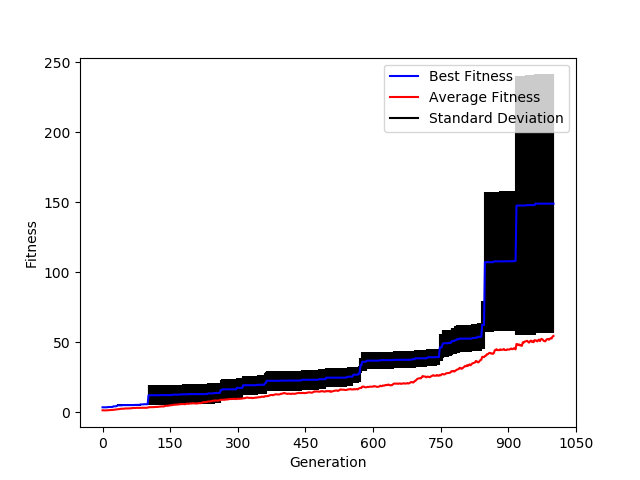 250
200
150
100
50
0
Fitness
Best Fitness
Average Fitness
Standard Deviation
0 150 300 450 600 750 900 1050
Generation